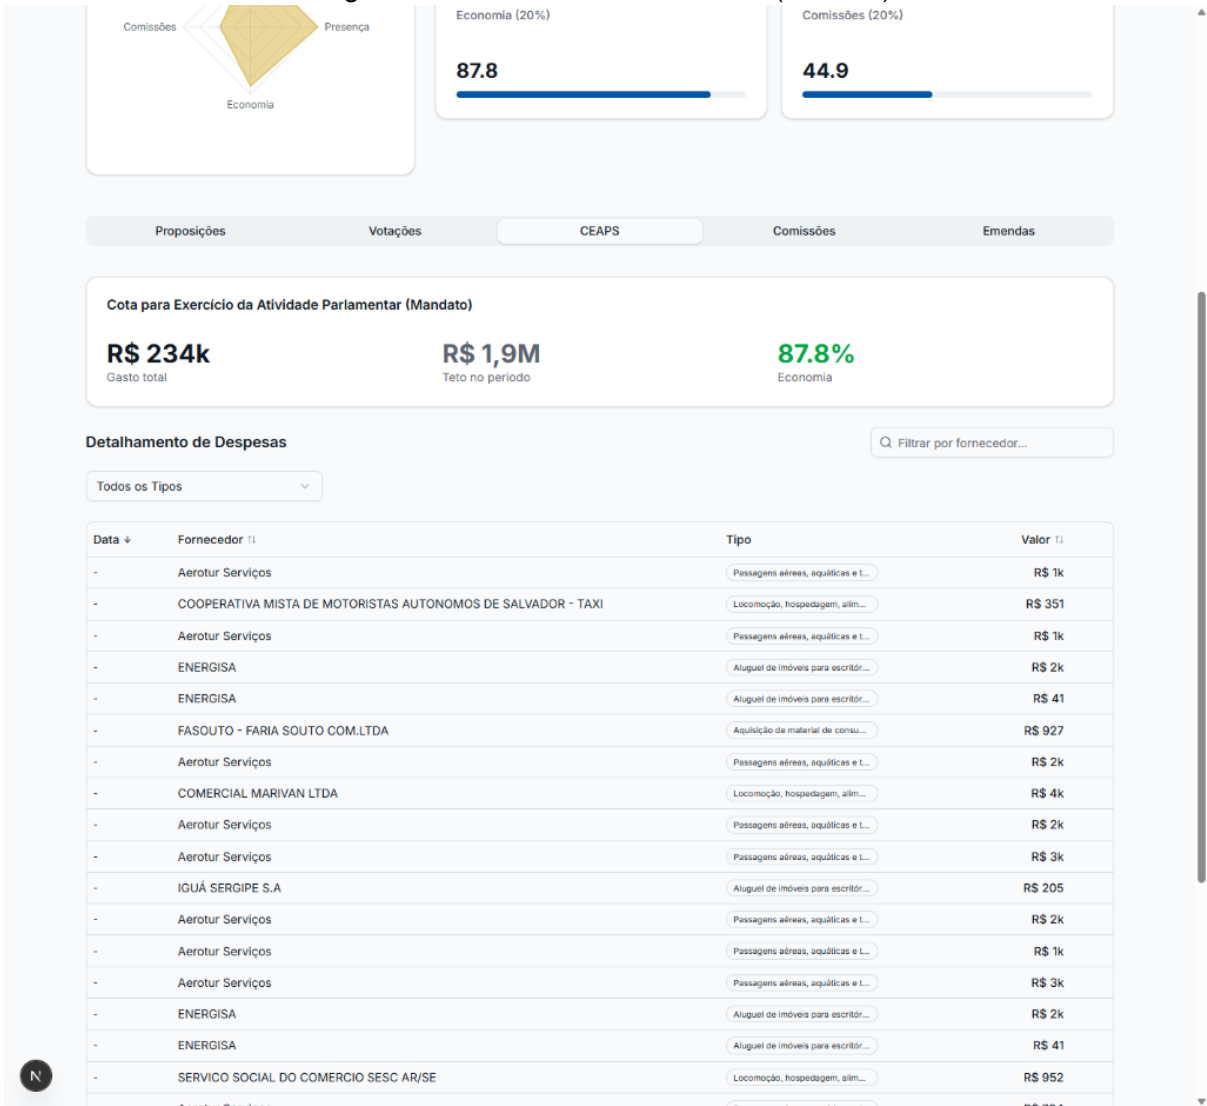 Comissões
Presença
Economia
Economia (20%)
87.8
Comissões (20%)
44.9
Proposições Votações CEAPS Comissões Emendas
Cota para Exercício da Atividade Parlamentar (Mandato)
R$ 234k R$ 1,9M 87.8%
Gasto total Teto no período Economia
Detalhamento de Despesas
Filtrar por fornecedor...
Todos os Tipos
Data ↓ Fornecedor ↑↓ Tipo Valor ↑↓
- Aerotur Serviços Passagens aéreas, aquáticas e t... R$ 1k
- COOPERATIVA MISTA DE MOTORISTAS AUTONOMOS DE SALVADOR - TAXI Locomoção, hospedagem, alim... R$ 351
- Aerotur Serviços Passagens aéreas, aquáticas e t... R$ 1k
- ENERGISA Aluguel de imóveis para escritór... R$ 2k
- ENERGISA Aluguel de imóveis para escritór... R$ 41
- FASOUTO - FARIA SOUTO COM.LTDA Aquisição de material de consu... R$ 927
- Aerotur Serviços Passagens aéreas, aquáticas e t... R$ 2k
- COMERCIAL MARIVAN LTDA Locomoção, hospedagem, alim... R$ 4k
- Aerotur Serviços Passagens aéreas, aquáticas e t... R$ 2k
- Aerotur Serviços Passagens aéreas, aquáticas e t... R$ 3k
- IGUÁ SERGIPE S.A Aluguel de imóveis para escritór... R$ 205
- Aerotur Serviços Passagens aéreas, aquáticas e t... R$ 2k
- Aerotur Serviços Passagens aéreas, aquáticas e t... R$ 1k
- Aerotur Serviços Passagens aéreas, aquáticas e t... R$ 3k
- ENERGISA Aluguel de imóveis para escritór... R$ 2k
- ENERGISA Aluguel de imóveis para escritór... R$ 41
N
- SERVICO SOCIAL DO COMERCIO SESC AR/SE Locomoção, hospedagem, alim... R$ 952